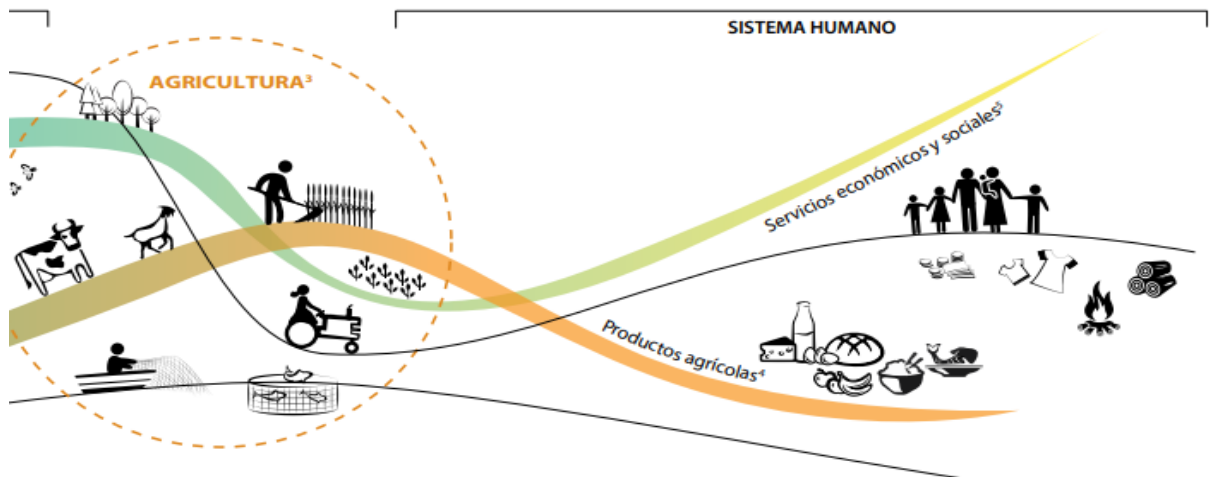 SISTEMA HUMANO
AGRICULTURA³
Servicios económicos y sociales⁵
Productos agrícolas⁴